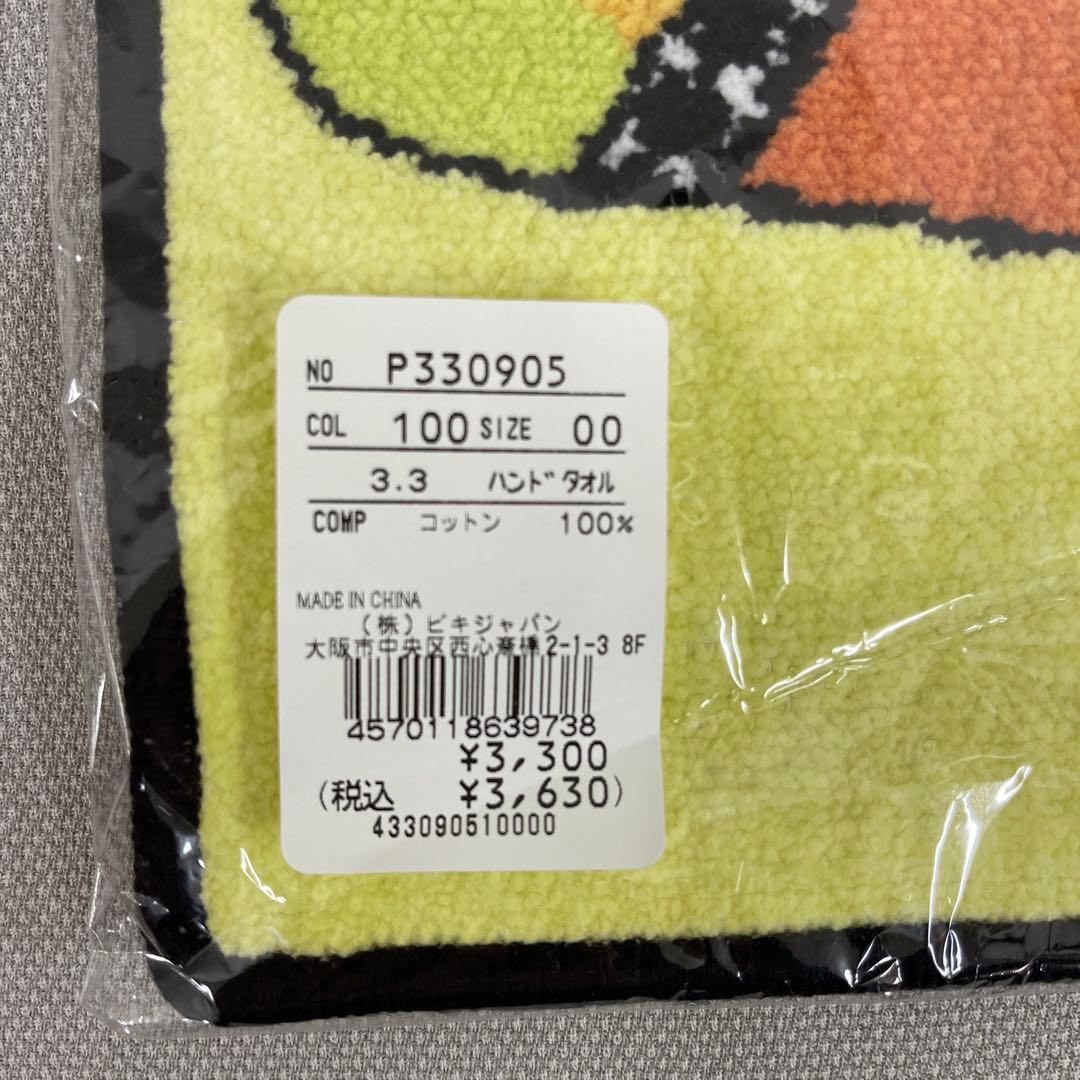 NO P330905
COL 100 SIZE 00
3.3 ハンドタオル
COMP コットン 100%
MADE IN CHINA
(株)ビキジャパン
大阪市中央区西心斎橋2-1-3 8F
4570118639738
¥3,300
(税込 ¥3,630)
433090510000